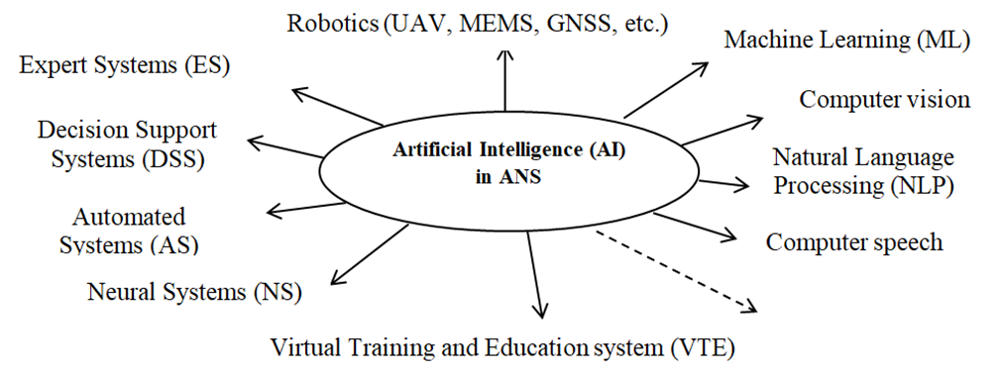 Robotics (UAV, MEMS, GNSS, etc.)
Machine Learning (ML)
Expert Systems (ES)
Computer vision
Decision Support
Systems (DSS)
Artificial Intelligence (AI)
in ANS
Natural Language
Processing (NLP)
Automated
Systems (AS)
Computer speech
Neural Systems (NS)
Virtual Training and Education system (VTE)